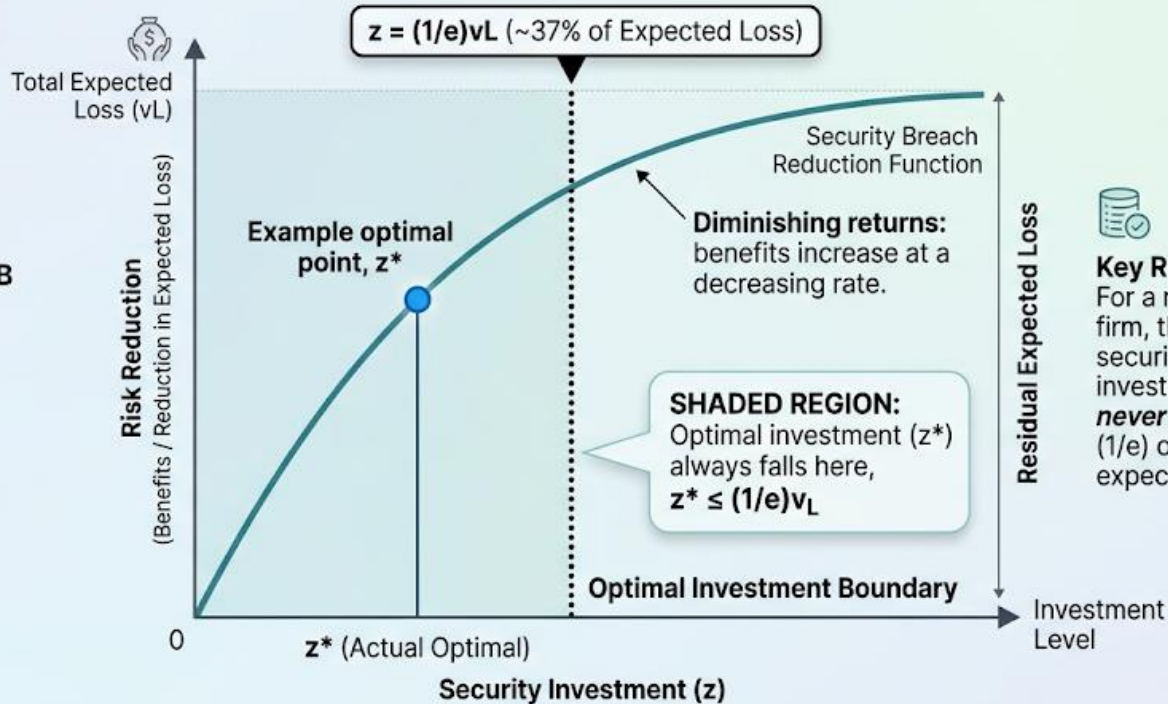 z = (1/e)vL (~37% of Expected Loss)
$
Total Expected
Loss (vL)
Security Breach
Reduction Function
Example optimal
point, z*
Diminishing returns:
benefits increase at a
decreasing rate.
B
Risk Reduction
(Benefits / Reduction in Expected Loss)
SHADED REGION:
Optimal investment (z*)
always falls here,
z* ≤ (1/e)vL
Residual Expected Loss
Key R
For a
firm, th
securi
invest
never
(1/e)
expec
Optimal Investment Boundary
Investment
Level
0
z* (Actual Optimal)
Security Investment (z)